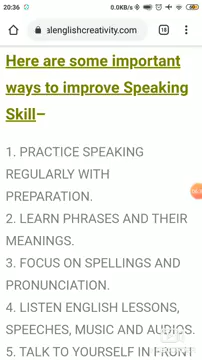 20:36
0.0KB/s
slenglishcreativity.com
18
Here are some important
ways to improve Speaking
Skill–
1. PRACTICE SPEAKING
REGULARLY WITH
PREPARATION.
2. LEARN PHRASES AND THEIR
MEANINGS.
3. FOCUS ON SPELLINGS AND
PRONUNCIATION.
4. LISTEN ENGLISH LESSONS,
SPEECHES, MUSIC AND AUDIOS.
5. TALK TO YOURSELF IN FRONT